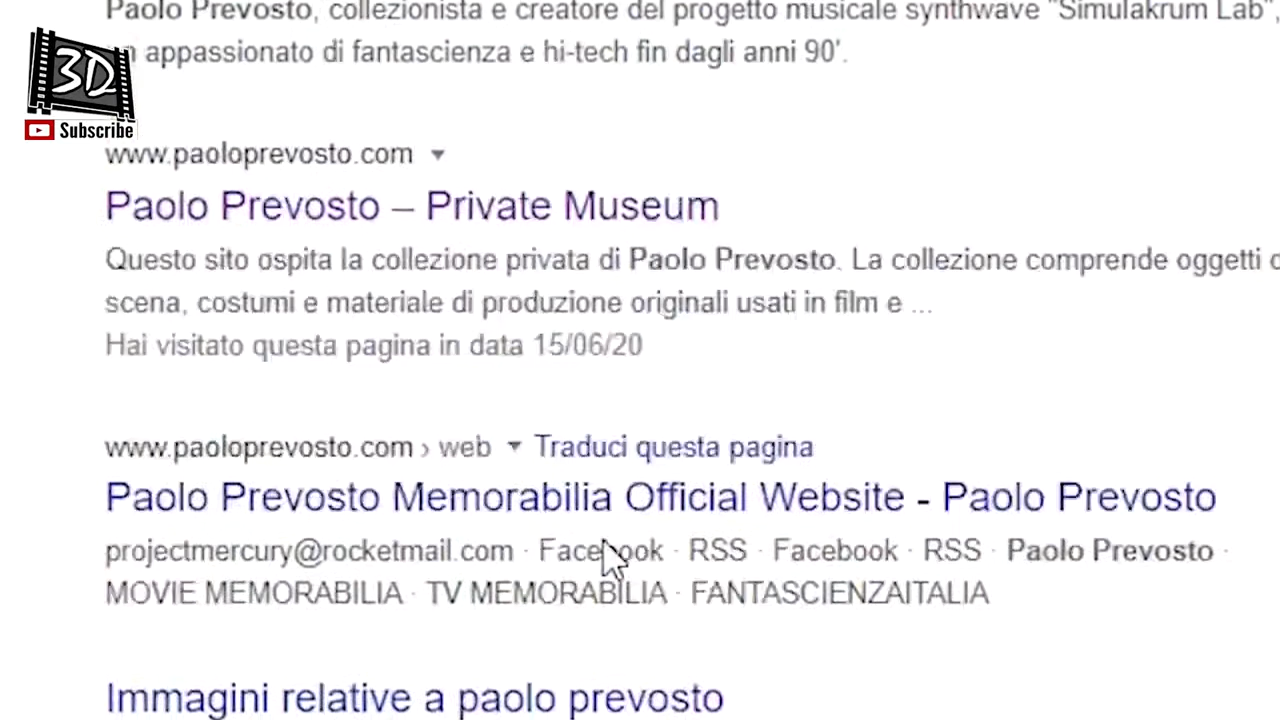 Paolo Prevosto, collezionista e creatore del progetto musicale synthwave "Simulakrum Lab",
appassionato di fantascienza e hi-tech fin dagli anni 90'.
3D
Subscribe
www.paoloprevosto.com
Paolo Prevosto – Private Museum
Questo sito ospita la collezione privata di Paolo Prevosto. La collezione comprende oggetti
scena, costumi e materiale di produzione originali usati in film e ...
Hai visitato questa pagina in data 15/06/20
www.paoloprevosto.com › web Traduci questa pagina
Paolo Prevosto Memorabilia Official Website - Paolo Prevosto
projectmercury@rocketmail.com · Facebook · RSS · Facebook · RSS · Paolo Prevosto ·
MOVIE MEMORABILIA · TV MEMORABILIA · FANTASCIENZAITALIA
Immagini relative a paolo prevosto